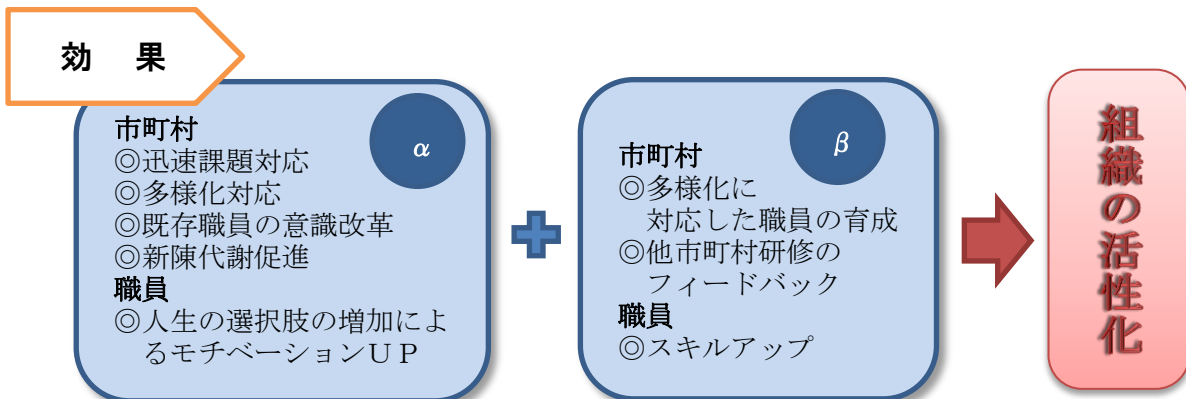 効 果
α
市町村
◎迅速課題対応
◎多様化対応
◎既存職員の意識改革
◎新陳代謝促進
職員
◎人生の選択肢の増加によ
るモチベーションＵＰ
β
市町村
◎多様化に
対応した職員の育成
◎他市町村研修の
フィードバック
職員
◎スキルアップ
組織の活性化